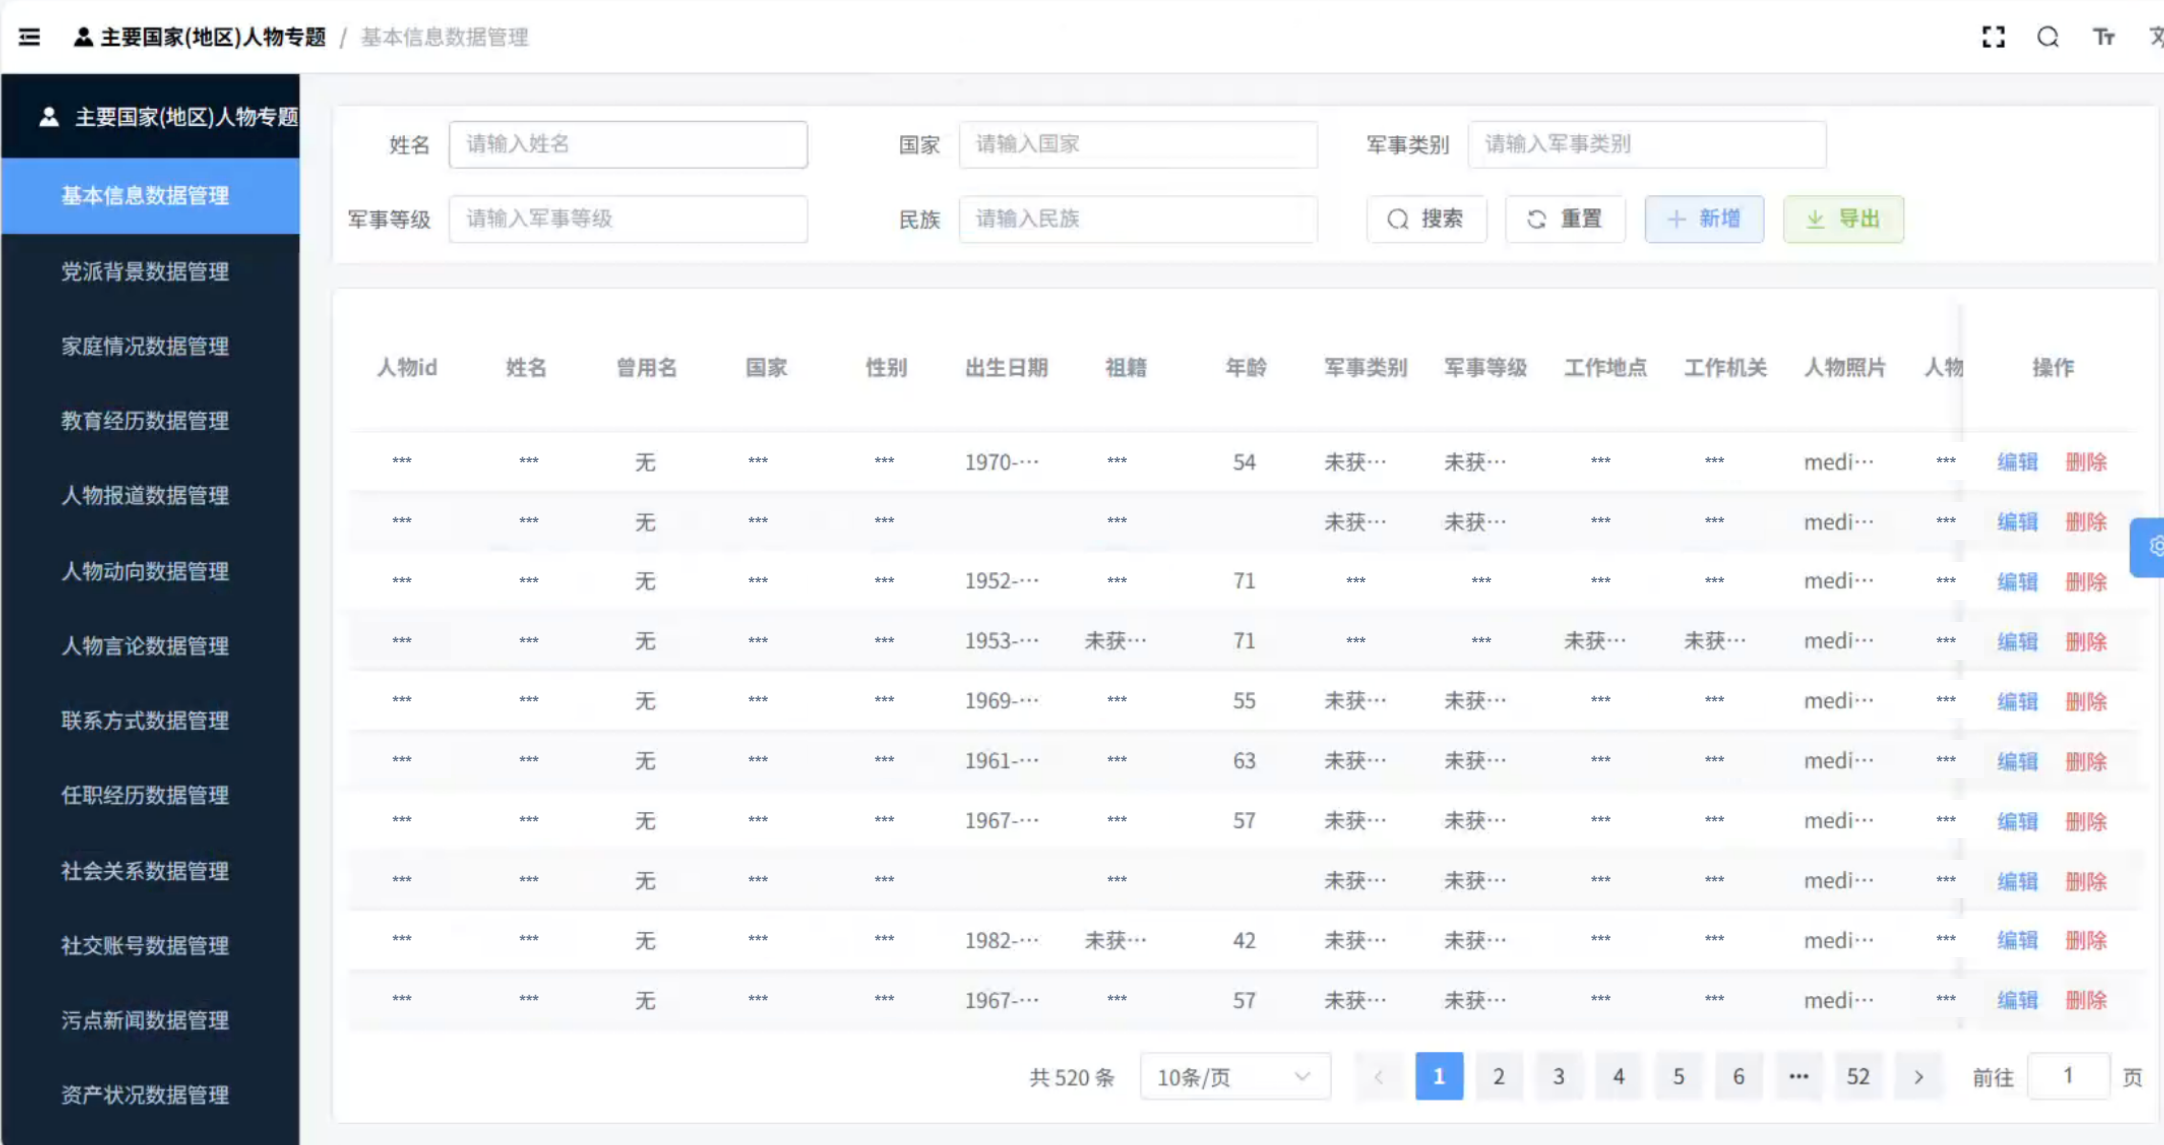 主要国家(地区)人物专题 / 基本信息数据管理
主要国家(地区)人物专题
基本信息数据管理
党派背景数据管理
家庭情况数据管理
教育经历数据管理
人物报道数据管理
人物动向数据管理
人物言论数据管理
联系方式数据管理
任职经历数据管理
社会关系数据管理
社交账号数据管理
污点新闻数据管理
资产状况数据管理
姓名 请输入姓名 国家 请输入国家 军事类别 请输入军事类别
军事等级 请输入军事等级 民族 请输入民族 搜索 重置 新增 导出
人物id 姓名 曾用名 国家 性别 出生日期 祖籍 年龄 军事类别 军事等级 工作地点 工作机关 人物照片 人物 操作
*** *** 无 *** *** 1970-··· *** 54 未获··· 未获··· *** *** medi··· *** 编辑 删除
*** *** 无 *** *** *** 未获··· 未获··· *** *** medi··· *** 编辑 删除
*** *** 无 *** *** 1952-··· *** 71 *** *** *** *** medi··· *** 编辑 删除
*** *** 无 *** *** 1953-··· 未获··· 71 *** *** 未获··· 未获··· medi··· *** 编辑 删除
*** *** 无 *** *** 1969-··· *** 55 未获··· 未获··· *** *** medi··· *** 编辑 删除
*** *** 无 *** *** 1961-··· *** 63 未获··· 未获··· *** *** medi··· *** 编辑 删除
*** *** 无 *** *** 1967-··· *** 57 未获··· 未获··· *** *** medi··· *** 编辑 删除
*** *** 无 *** *** *** 未获··· 未获··· *** *** medi··· *** 编辑 删除
*** *** 无 *** *** 1982-··· 未获··· 42 未获··· 未获··· *** *** medi··· *** 编辑 删除
*** *** 无 *** *** 1967-··· *** 57 未获··· 未获··· *** *** medi··· *** 编辑 删除
共 520 条 10条/页 1 2 3 4 5 6 ··· 52 前往 1 页